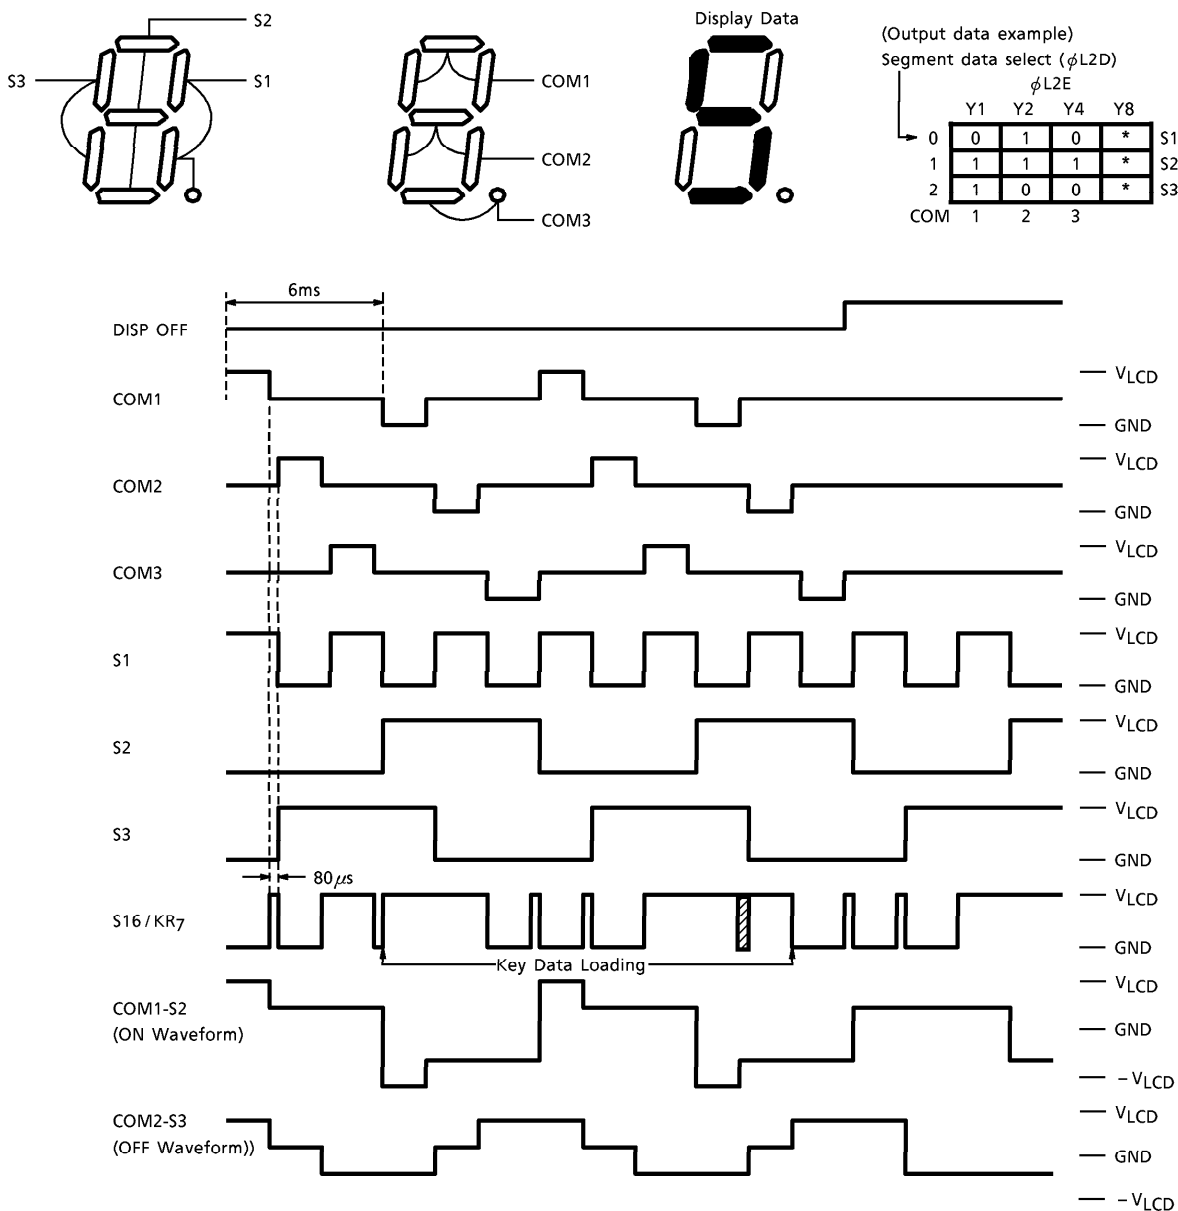 S2
S3
S1
COM1
COM2
COM3
Display Data
(Output data example)
Segment data select (ϕL2D)
ϕL2E
Y1 Y2 Y4 Y8
0 0 1 0 * S1
1 1 1 1 * S2
2 1 0 0 * S3
COM 1 2 3
6ms
DISP OFF
COM1
VLCD
GND
COM2
VLCD
GND
COM3
VLCD
GND
S1
VLCD
GND
S2
VLCD
GND
S3
VLCD
GND
80μs
S16/KR7
VLCD
GND
Key Data Loading
COM1-S2
(ON Waveform)
VLCD
GND
-VLCD
COM2-S3
(OFF Waveform))
VLCD
GND
-VLCD